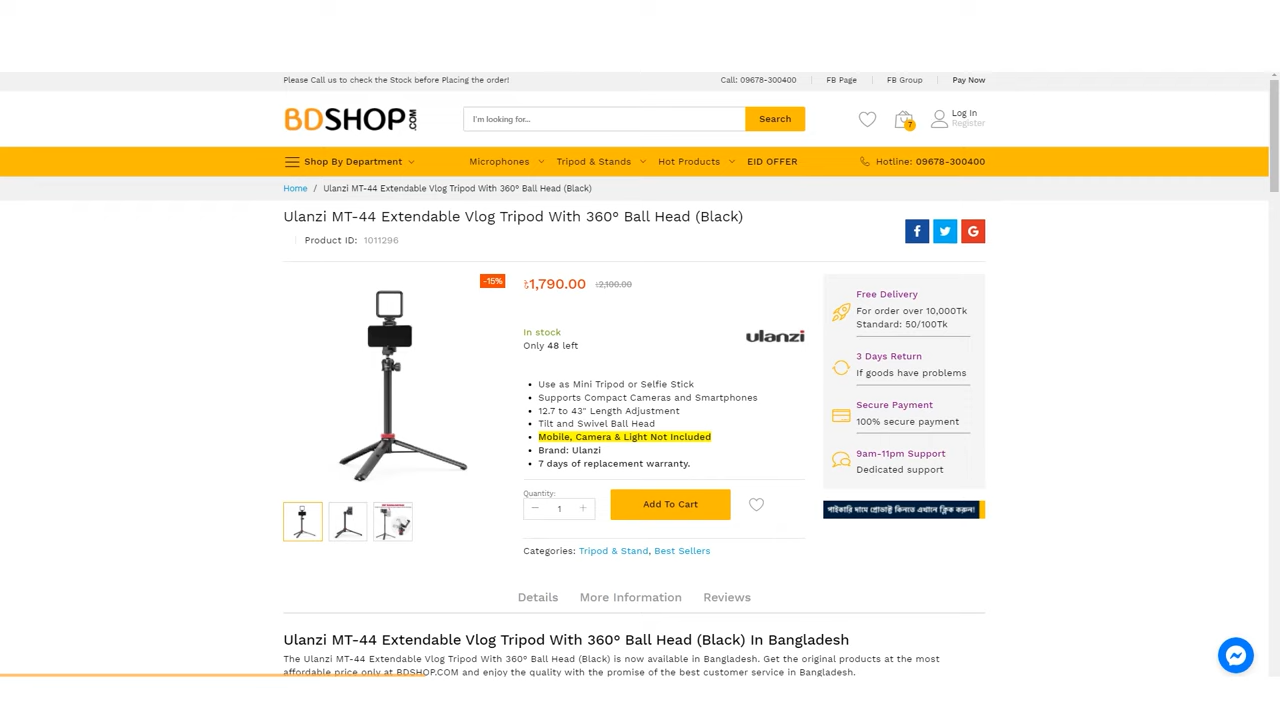 Please Call us to check the Stock before Placing the order!
Call: 09678-300400
FB Page
FB Group
Pay Now
BDSHOP.COM
I'm looking for...
Search
7
Log In
Register
Shop By Department
Microphones
Tripod & Stands
Hot Products
EID OFFER
Hotline: 09678-300400
Home / Ulanzi MT-44 Extendable Vlog Tripod With 360° Ball Head (Black)
Ulanzi MT-44 Extendable Vlog Tripod With 360° Ball Head (Black)
Product ID: 1011296
-15%
৳1,790.00 ৳2,100.00
In stock
Only 48 left
ulanzi
Use as Mini Tripod or Selfie Stick
Supports Compact Cameras and Smartphones
12.7 to 43" Length Adjustment
Tilt and Swivel Ball Head
Mobile, Camera & Light Not Included
Brand: Ulanzi
7 days of replacement warranty.
Quantity:
1
Add To Cart
Categories: Tripod & Stand, Best Sellers
Free Delivery
For order over 10,000Tk
Standard: 50/100Tk
3 Days Return
If goods have problems
Secure Payment
100% secure payment
9am-11pm Support
Dedicated support
পাইকারি দামে প্রোডাক্ট কিনতে এখানে ক্লিক করুন!
Details
More Information
Reviews
Ulanzi MT-44 Extendable Vlog Tripod With 360° Ball Head (Black) In Bangladesh
The Ulanzi MT-44 Extendable Vlog Tripod With 360° Ball Head (Black) is now available in Bangladesh. Get the original products at the most
affordable price only at BDSHOP.COM and enjoy the quality with the promise of the best customer service in Bangladesh.